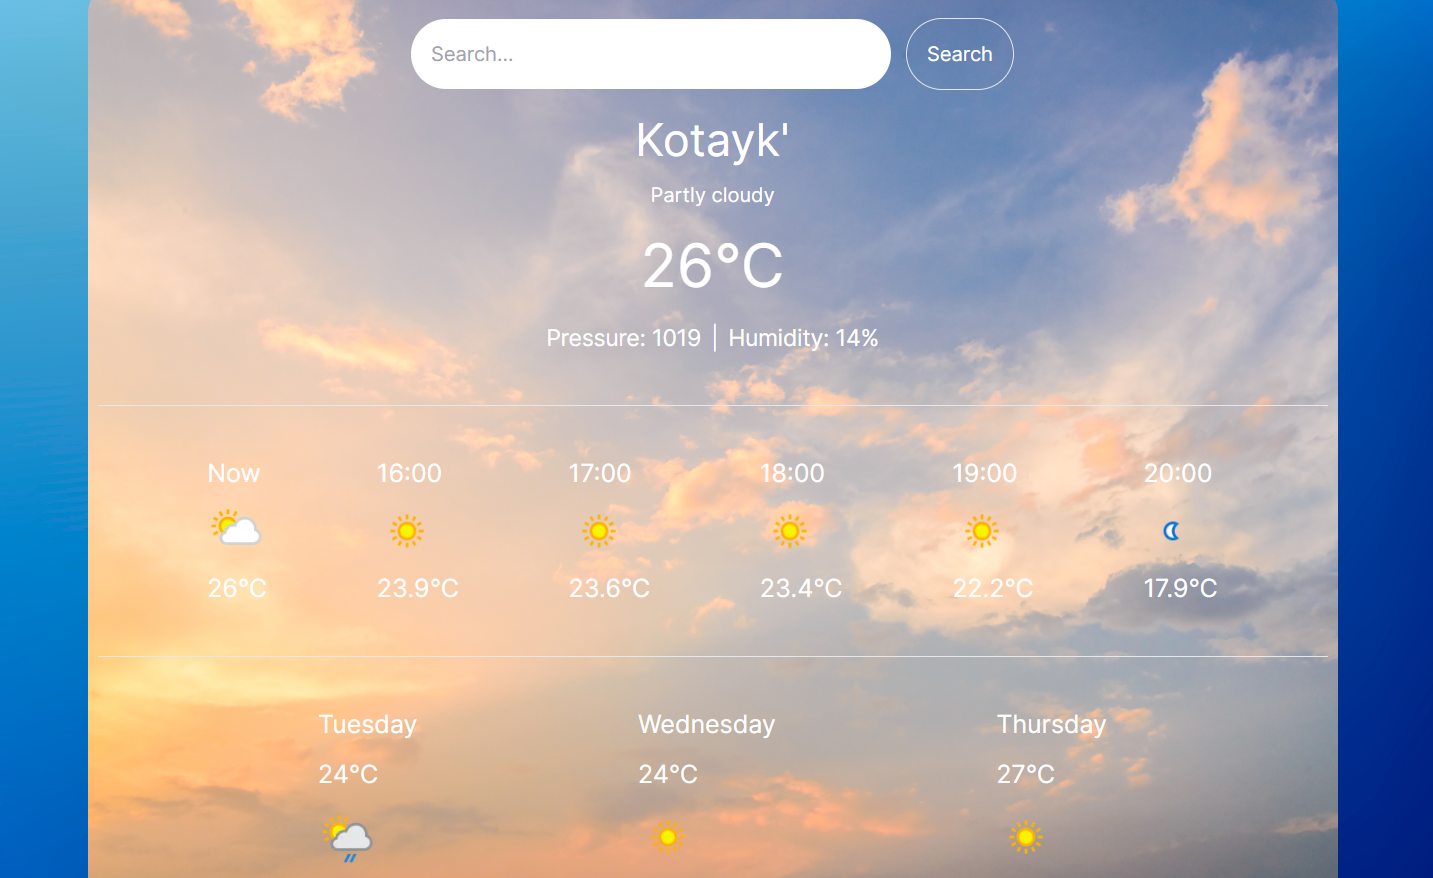 Search...
Search
Kotayk'
Partly cloudy
26°C
Pressure: 1019 | Humidity: 14%
Now 16:00 17:00 18:00 19:00 20:00
26°C 23.9°C 23.6°C 23.4°C 22.2°C 17.9°C
Tuesday Wednesday Thursday
24°C 24°C 27°C